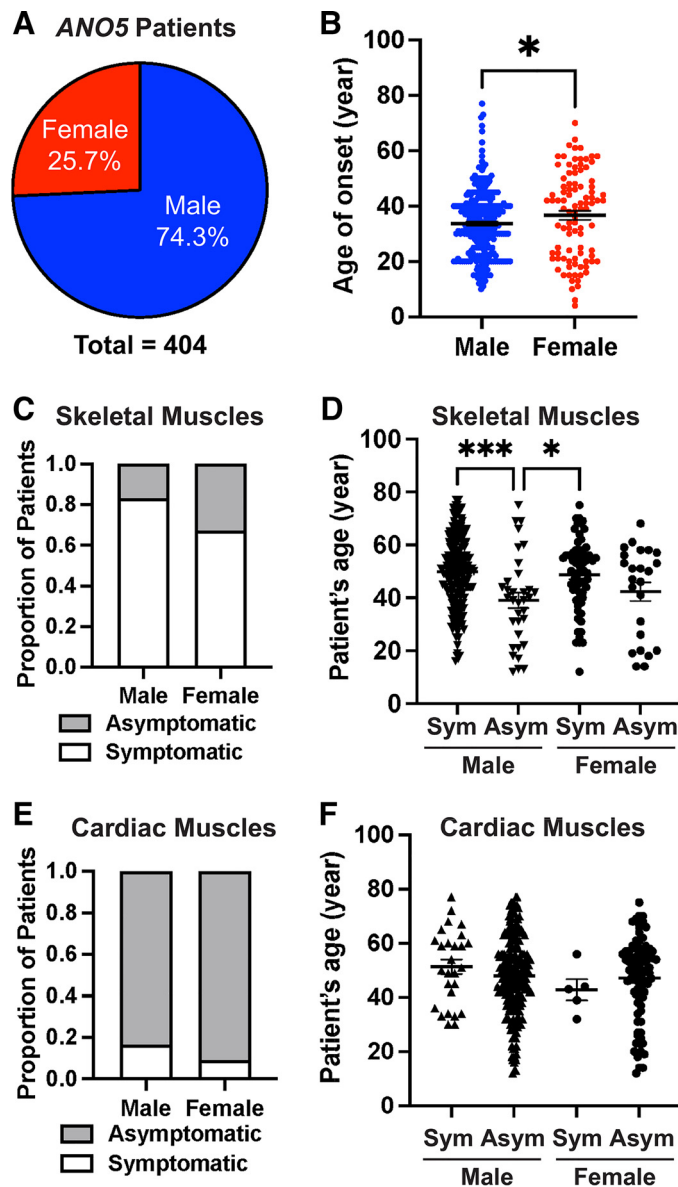 A
ANO5 Patients
Female
25.7%
Male
74.3%
Total = 404
B
Age of onset (year)
100
80
60
40
20
0
*
Male Female
C
Skeletal Muscles
Proportion of Patients
1.0
0.8
0.6
0.4
0.2
0.0
Male Female
Asymptomatic
Symptomatic
D
Skeletal Muscles
Patient's age (year)
100
80
60
40
20
0
*** *
Sym Asym Sym Asym
Male Female
E
Cardiac Muscles
Proportion of Patients
1.0
0.8
0.6
0.4
0.2
0.0
Male Female
Asymptomatic
Symptomatic
F
Cardiac Muscles
Patient's age (year)
100
80
60
40
20
0
Sym Asym Sym Asym
Male Female